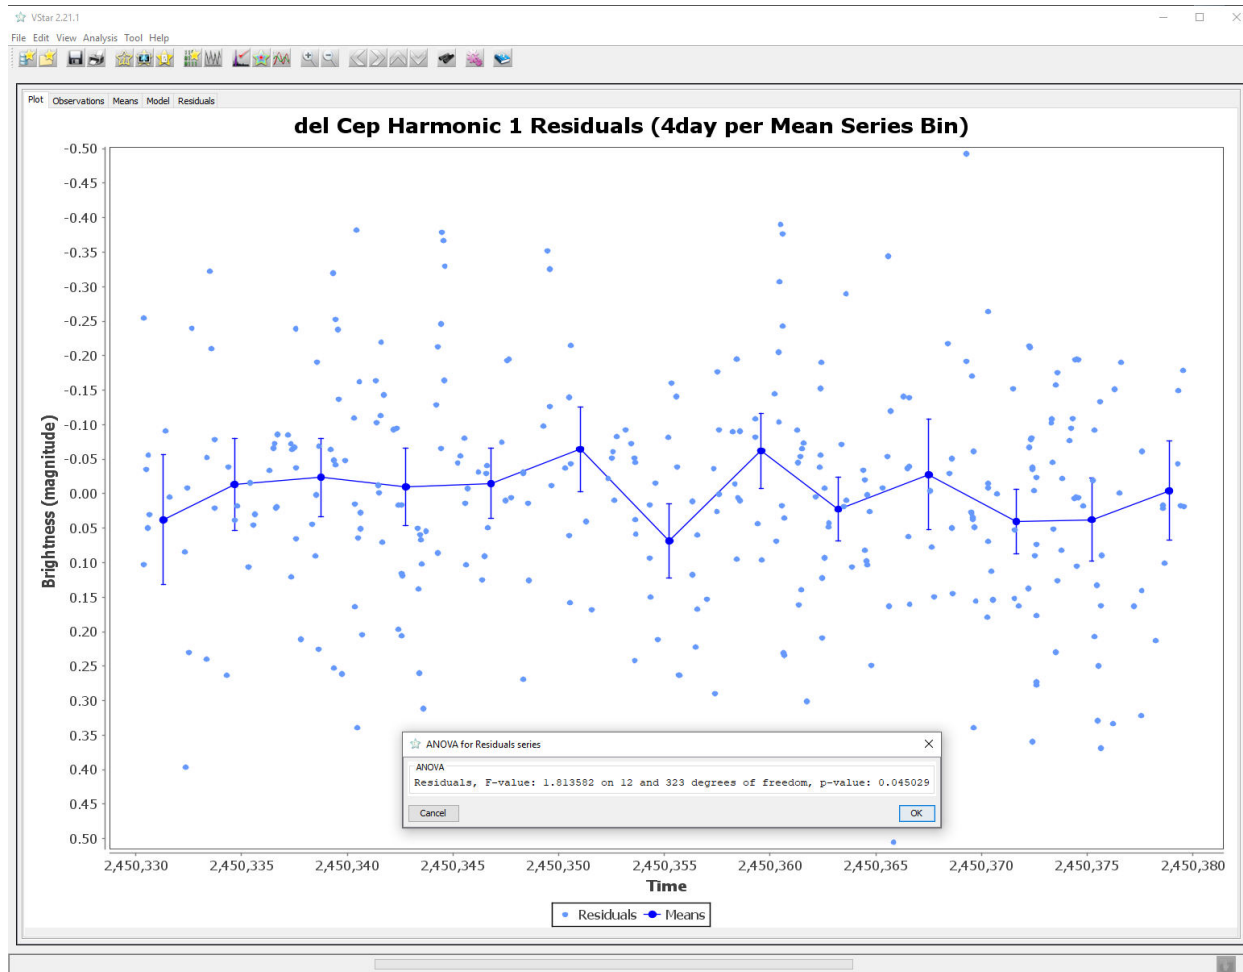 VStar 2.21.1
File Edit View Analysis Tool Help
Plot Observations Means Model Residuals
del Cep Harmonic 1 Residuals (4day per Mean Series Bin)
-0.50
-0.45
-0.40
-0.35
-0.30
-0.25
-0.20
-0.15
-0.10
-0.05
0.00
0.05
0.10
0.15
0.20
0.25
0.30
0.35
0.40
0.45
0.50
Brightness (magnitude)
ANOVA for Residuals series
ANOVA
Residuals, F-value: 1.813582 on 12 and 323 degrees of freedom, p-value: 0.045029
Cancel OK
2,450,330 2,450,335 2,450,340 2,450,345 2,450,350 2,450,355 2,450,360 2,450,365 2,450,370 2,450,375 2,450,380
Time
Residuals Means